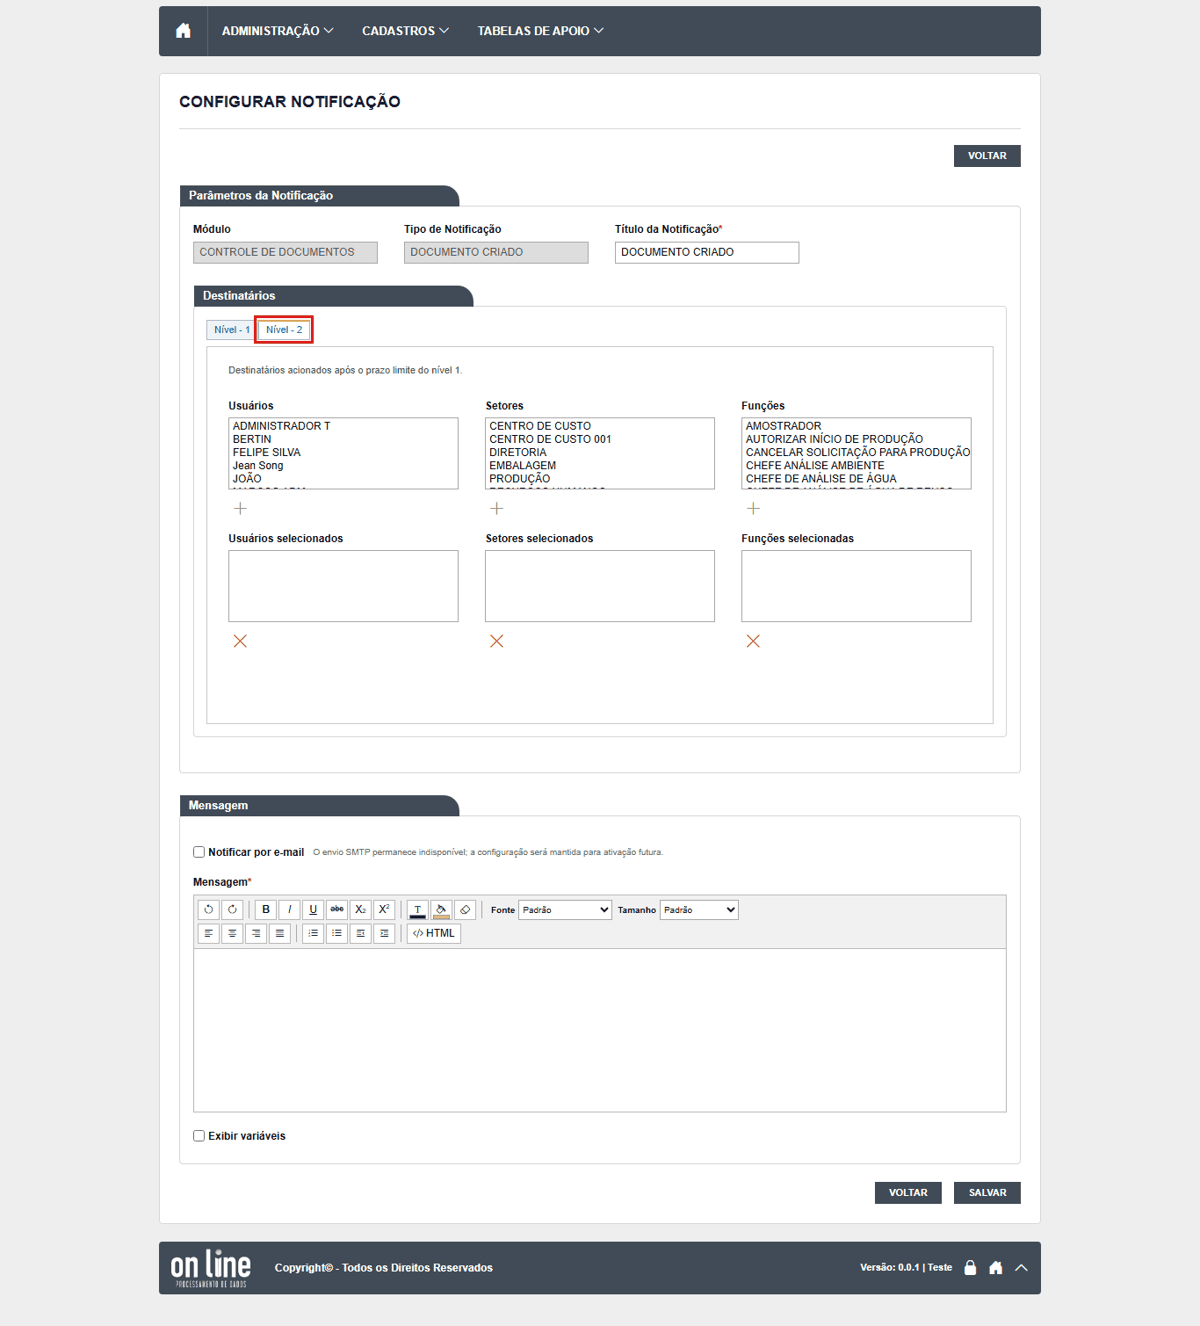 ADMINISTRAÇÃO
CADASTROS
TABELAS DE APOIO
CONFIGURAR NOTIFICAÇÃO
VOLTAR
Parâmetros da Notificação
Módulo
Tipo de Notificação
Título da Notificação*
CONTROLE DE DOCUMENTOS
DOCUMENTO CRIADO
DOCUMENTO CRIADO
Destinatários
Nível - 1
Nível - 2
Destinatários acionados após o prazo limite do nível 1.
Usuários
ADMINISTRADOR T
BERTIN
FELIPE SILVA
Jean Song
JOÃO
Setores
CENTRO DE CUSTO
CENTRO DE CUSTO 001
DIRETORIA
EMBALAGEM
PRODUÇÃO
Funções
AMOSTRADOR
AUTORIZAR INÍCIO DE PRODUÇÃO
CANCELAR SOLICITAÇÃO PARA PRODUÇÃO
CHEFE ANÁLISE AMBIENTE
CHEFE DE ANÁLISE DE ÁGUA
Usuários selecionados
Setores selecionados
Funções selecionadas
Mensagem
Notificar por e-mail
O envio SMTP permanece indisponível; a configuração será mantida para ativação futura.
Mensagem*
B I U abc X2 X2 T
Fonte
Padrão
Tamanho
Padrão
</> HTML
Exibir variáveis
VOLTAR
SALVAR
on line
PROCESSAMENTO DE DADOS
Copyright© - Todos os Direitos Reservados
Versão: 0.0.1 | Teste